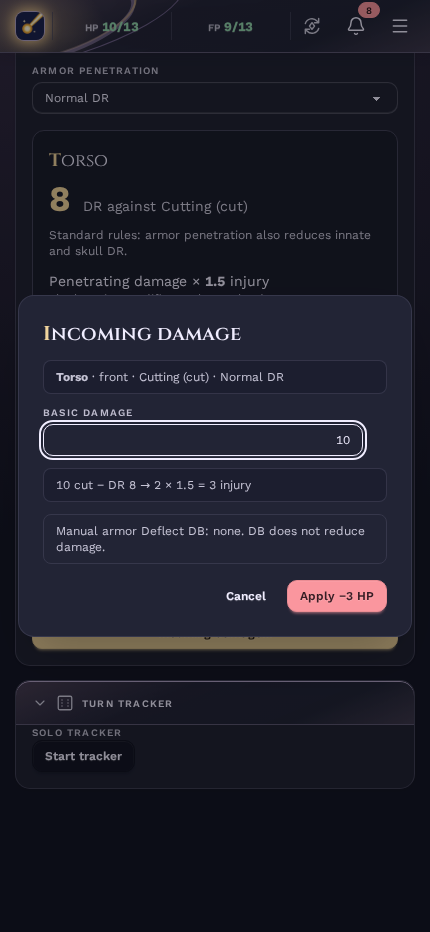 HP 10/13
FP 9/13
8
ARMOR PENETRATION
Normal DR
TORSO
8 DR against Cutting (cut)
Standard rules: armor penetration also reduces innate
and skull DR.
Penetrating damage × 1.5 injury
INCOMING DAMAGE
Torso · front · Cutting (cut) · Normal DR
BASIC DAMAGE
10
10 cut − DR 8 → 2 × 1.5 = 3 injury
Manual armor Deflect DB: none. DB does not reduce
damage.
Cancel
Apply −3 HP
TURN TRACKER
SOLO TRACKER
Start tracker